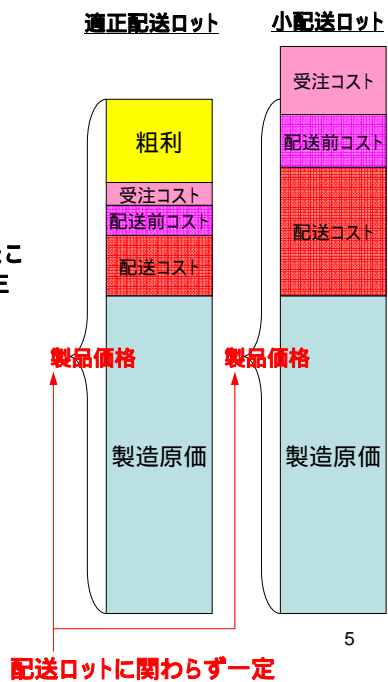 適正配送ロット
小配送ロット
粗利
受注コスト
配送前コスト
配送コスト
製品価格
製造原価
受注コスト
配送前コスト
配送コスト
製品価格
製造原価
こ
5
配送ロットに関わらず一定